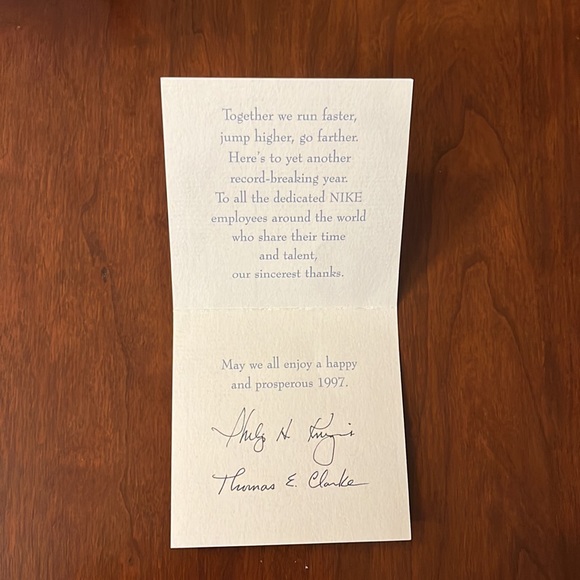 Together we run faster,
jump higher, go farther.
Here's to yet another
record-breaking year.
To all the dedicated NIKE
employees around the world
who share their time
and talent,
our sincerest thanks.
May we all enjoy a happy
and prosperous 1997.
Philip H. Knight
Thomas E. Clarke